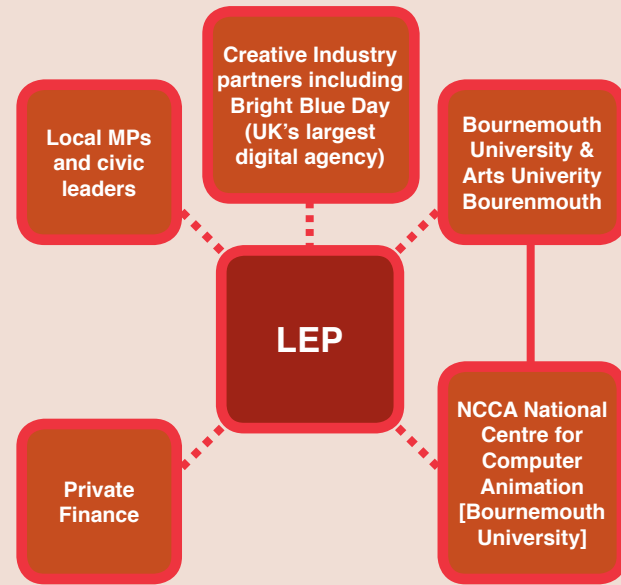 Creative Industry
partners including
Bright Blue Day
(UK's largest
digital agency)
Local MPs
and civic
leaders
Bournemouth
University &
Arts Univerity
Bourenmouth
LEP
Private
Finance
NCCA National
Centre for
Computer
Animation
[Bournemouth
University]